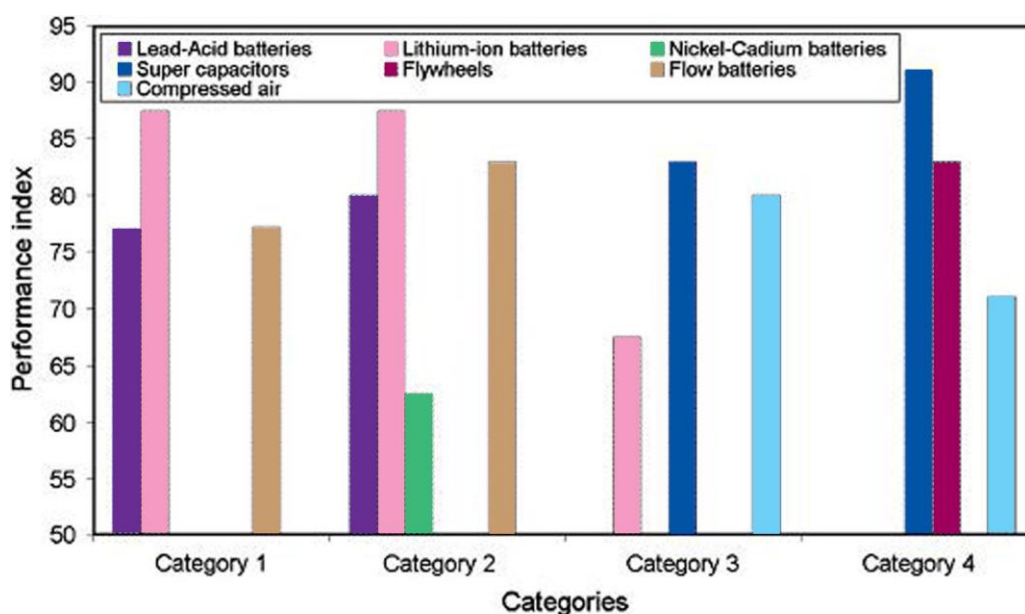 95
90
85
80
75
70
65
60
55
50
Performance index
Lead-Acid batteries Lithium-ion batteries Nickel-Cadium batteries
Super capacitors Flywheels Flow batteries
Compressed air
Category 1 Category 2 Category 3 Category 4
Categories